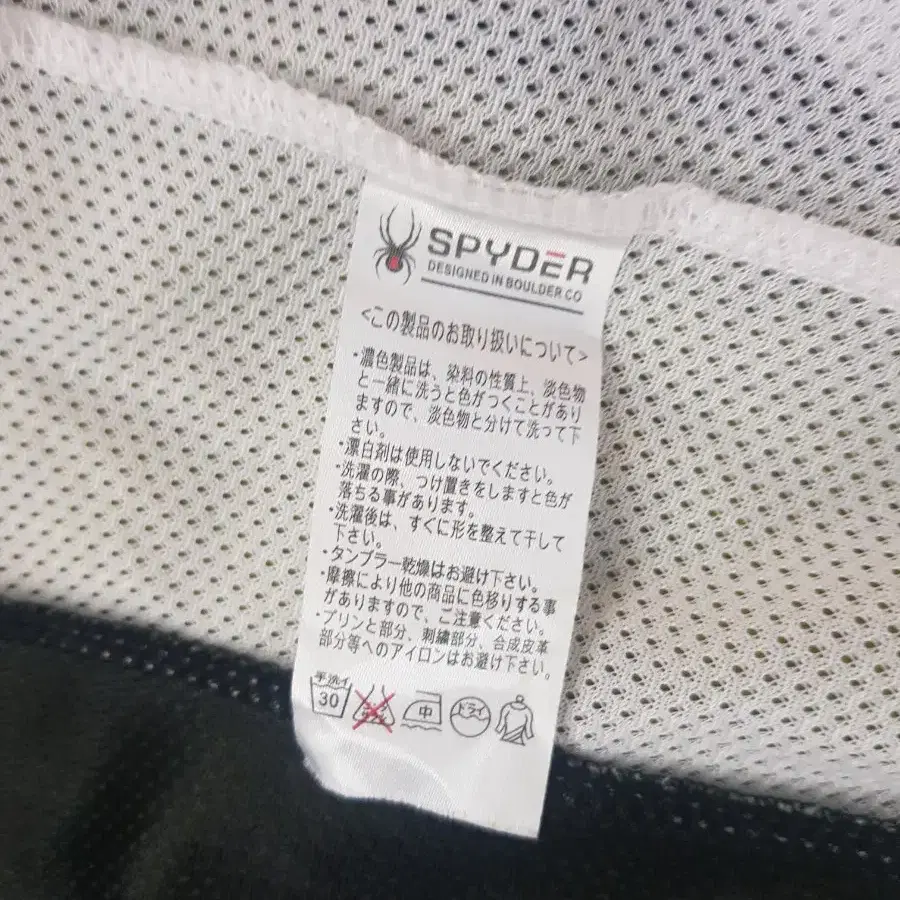 SPYDER
DESIGNED IN BOULDER CO
<この製品のお取り扱いについて>
・濃色製品は、染料の性質上、淡色物
と一緒に洗うと色がつくことがあり
ますので、淡色物と分けて洗って下
さい。
・漂白剤は使用しないでください。
・洗濯の際、つけ置きをしますと色が
落ちる事があります。
・洗濯後は、すぐに形を整えて干して
下さい。
・タンブラー乾燥はお避け下さい。
・摩擦により他の商品に色移りする事
がありますので、ご注意ください。
・プリンと部分、刺繍部分、合成皮革
部分等へのアイロンはお避け下さい。
手洗イ
30
中
ドライ